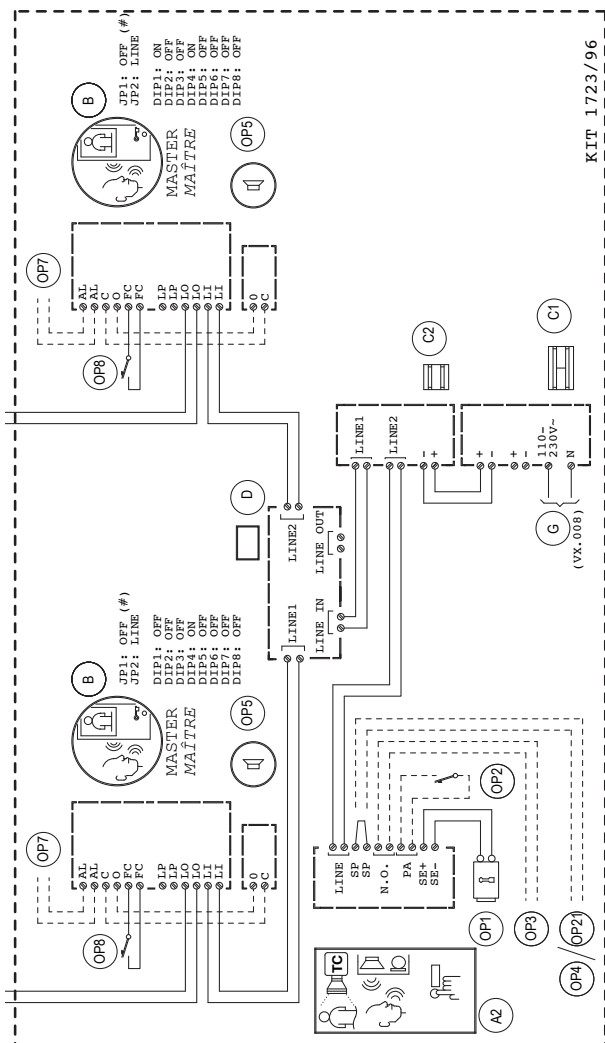 OP7
AL
AL
C
O
FC
FC
LP
LP
LO
LO
LI
LI
O
C
OP8
B
MASTER
MAÎTRE
JP1: OFF (#)
JP2: LINE
DIP1: ON
DIP2: OFF
DIP3: OFF
DIP4: ON
DIP5: OFF
DIP6: OFF
DIP7: OFF
DIP8: OFF
OP5
OP7
AL
AL
C
O
FC
FC
LP
LP
LO
LO
LI
LI
O
C
OP8
B
MASTER
MAÎTRE
JP1: OFF (#)
JP2: LINE
DIP1: OFF
DIP2: OFF
DIP3: OFF
DIP4: ON
DIP5: OFF
DIP6: OFF
DIP7: OFF
DIP8: OFF
OP5
D
LINE1
LINE2
LINE IN
LINE OUT
C2
LINE1
LINE2
-
+
C1
+
-
+
-
110-
230V~
N
G
(VX.008)
LINE
SP
SP
N.O.
PA
SE+
SE-
OP2
OP1
OP3
OP4
/
OP21
TC
A2
KIT 1723/96